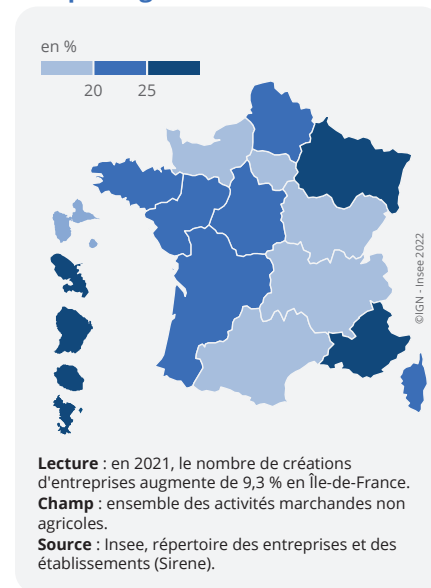 en %
20 25
©IGN - Insee 2022
Lecture : en 2021, le nombre de créations
d'entreprises augmente de 9,3 % en Île-de-France.
Champ : ensemble des activités marchandes non
agricoles.
Source : Insee, répertoire des entreprises et des
établissements (Sirene).